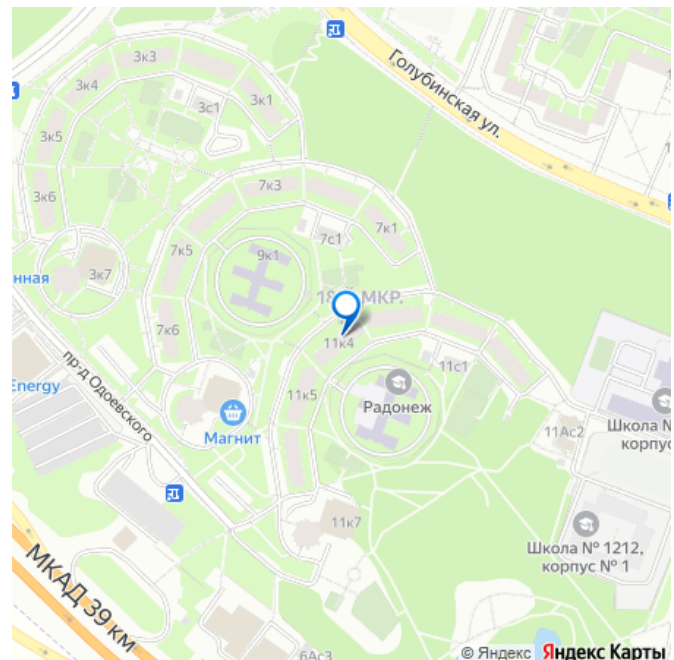 Голубинская ул.
3к3
3к4
3к1
3с1
3к5
3к6
7к3
7к1
7с1
7к5
9к1
3к7
нная
18-й МКР.
7к6
11к4
11с1
11к5
Радонеж
пр-д Одоевского
Energy
Магнит
11Ас2
Школа №
корпус
11к7
Школа № 1212,
корпус № 1
МКАД 39 км
6Ас3
© Яндекс Яндекс Карты